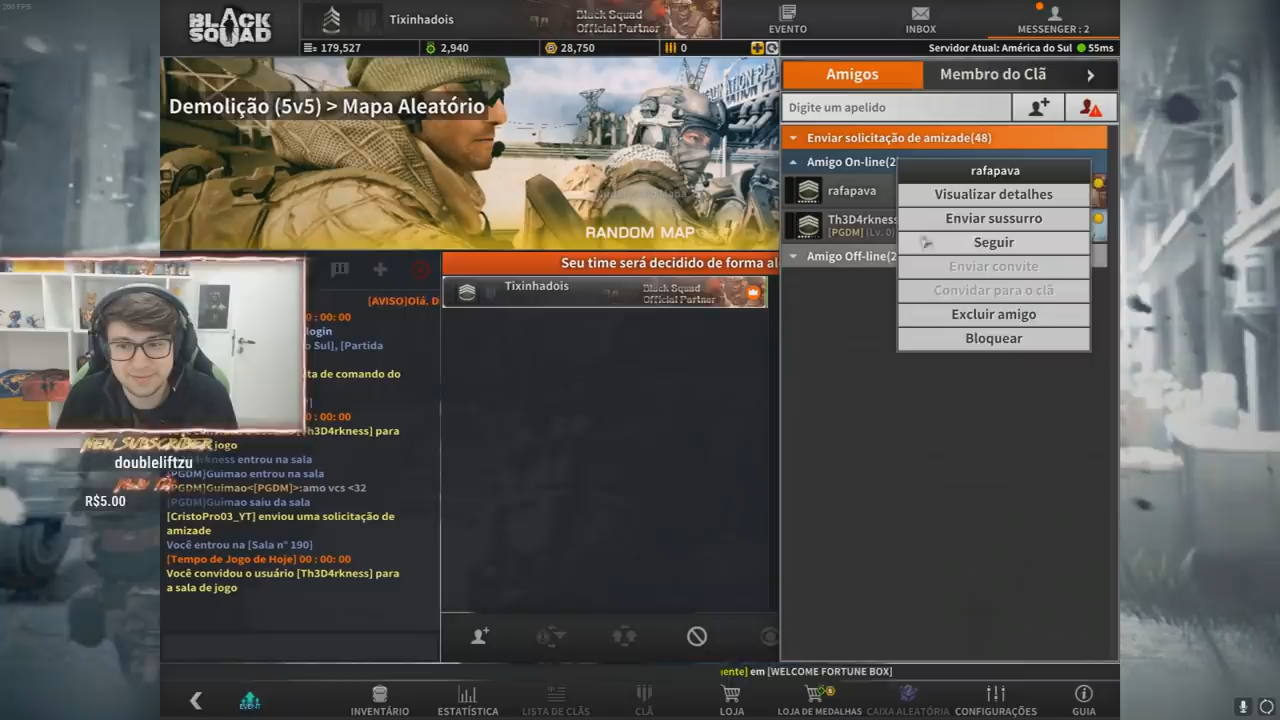 200 FPS
BLACK SQUAD
Tixinhadois
Black Squad
Official Partner
EVENTO
INBOX
MESSENGER : 2
179,527
2,940
28,750
0
Servidor Atual: América do Sul 55ms
Demolição (5v5) > Mapa Aleatório
RANDOM MAP
Amigos
Membro do Clã
Digite um apelido
Enviar solicitação de amizade(48)
Amigo On-line(2
rafapava
Th3D4rkness
[PGDM] (Lv. 0)
Amigo Off-line(2
rafapava
Visualizar detalhes
Enviar sussurro
Seguir
Enviar convite
Convidar para o clã
Excluir amigo
Bloquear
Seu time será decidido de forma al
Tixinhadois
Black Squad
Official Partner
[AVISO]Olá. D
0 : 00: 00
login
o Sul], [Partida
ta de comando do
0 : 00: 00
Th3D4rkness] para
jogo
rkness entrou na sala
[PGDM]Guimao entrou na sala
[PGDM]Guimao<[PGDM]>:amo vcs <32
[PGDM]Guimao saiu da sala
[CristoPro03_YT] enviou uma solicitação de
amizade
Você entrou na [Sala n° 190]
[Tempo de Jogo de Hoje] 00 : 00: 00
Você convidou o usuário [Th3D4rkness] para
a sala de jogo
NEW SUBSCRIBER
doubleliftzu
R$5.00
ente] em [WELCOME FORTUNE BOX]
EVENT
INVENTÁRIO
ESTATÍSTICA
LISTA DE CLÃS
CLÃ
LOJA
LOJA DE MEDALHAS
CAIXA ALEATÓRIA
CONFIGURAÇÕES
GUIA